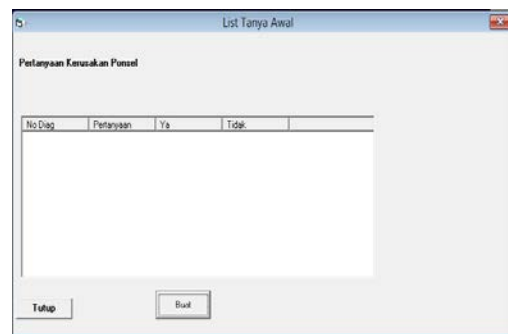 List Tanya Awal
Pertanyaan Kerusakan Ponsel
No Diag Pertanyaan Ya Tidak
Tutup Buat